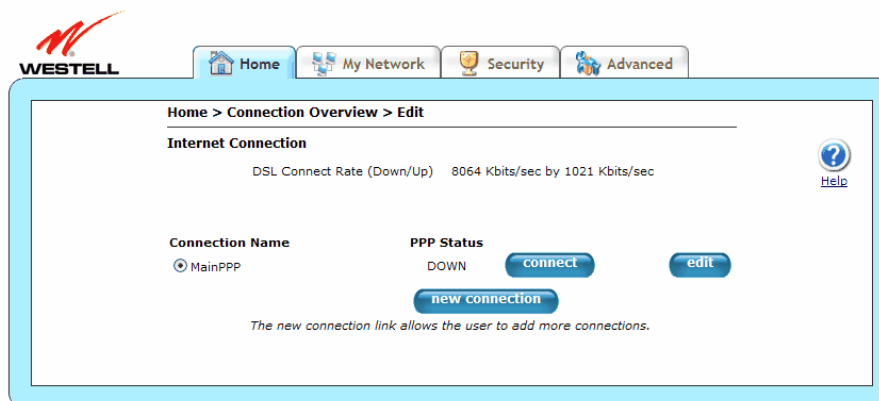 WESTELL
Home
My Network
Security
Advanced
Home > Connection Overview > Edit
Internet Connection
DSL Connect Rate (Down/Up) 8064 Kbits/sec by 1021 Kbits/sec
Help
Connection Name PPP Status
MainPPP DOWN connect edit
new connection
The new connection link allows the user to add more connections.